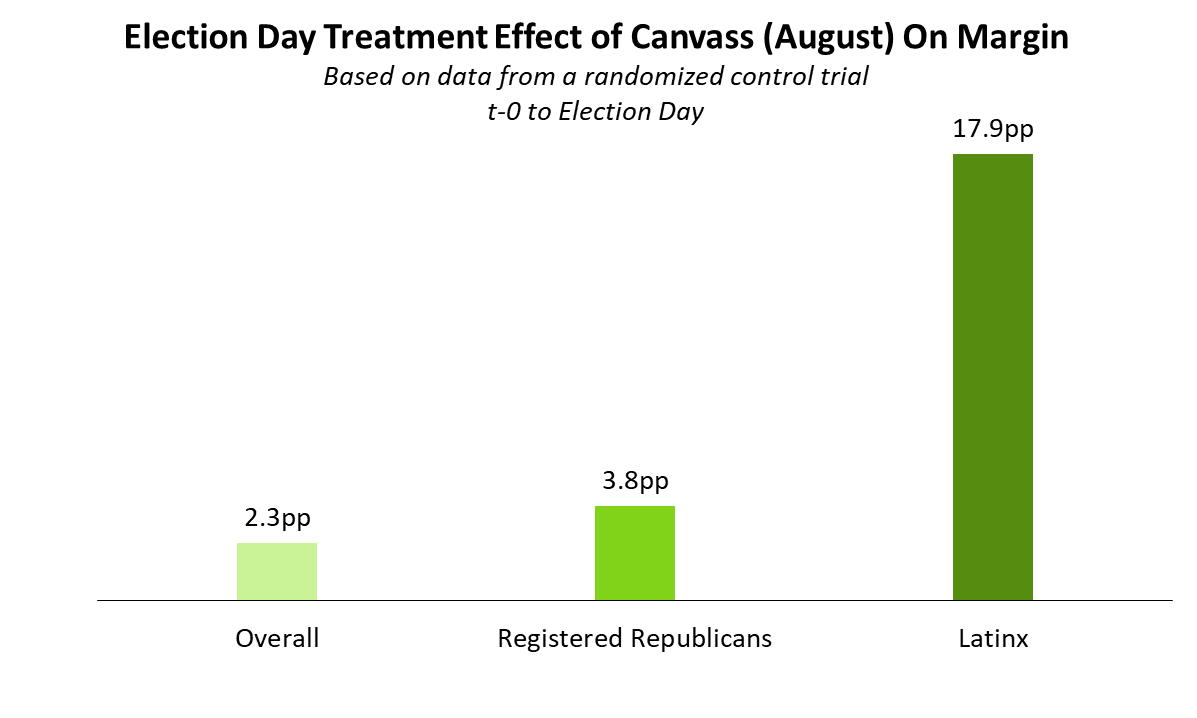 Election Day Treatment Effect of Canvass (August) On Margin
Based on data from a randomized control trial
t-0 to Election Day
17.9pp
3.8pp
2.3pp
Overall
Registered Republicans
Latinx